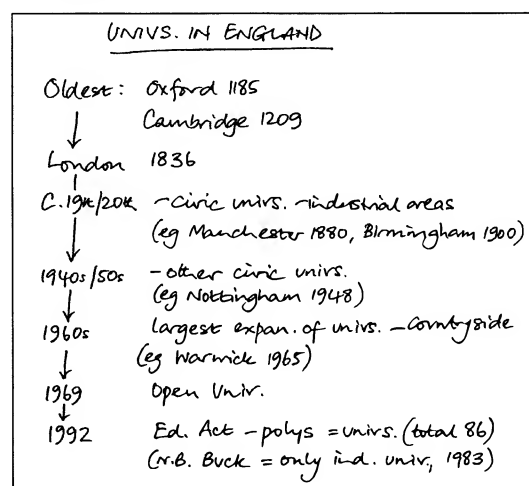 UNIVS. IN ENGLAND
Oldest: Oxford 1185
Cambridge 1209
London 1836
C.19th/20th -civic univs. -industrial areas
(eg Manchester 1880, Birmingham 1900)
1940s/50s -other civic univs.
(eg Nottingham 1948)
1960s largest expan. of univs. -Countryside
(eg Warwick 1965)
1969 Open Univ.
1992 Ed. Act -polys = univs. (total 86)
(N.B. Buck = only ind. univ, 1983)